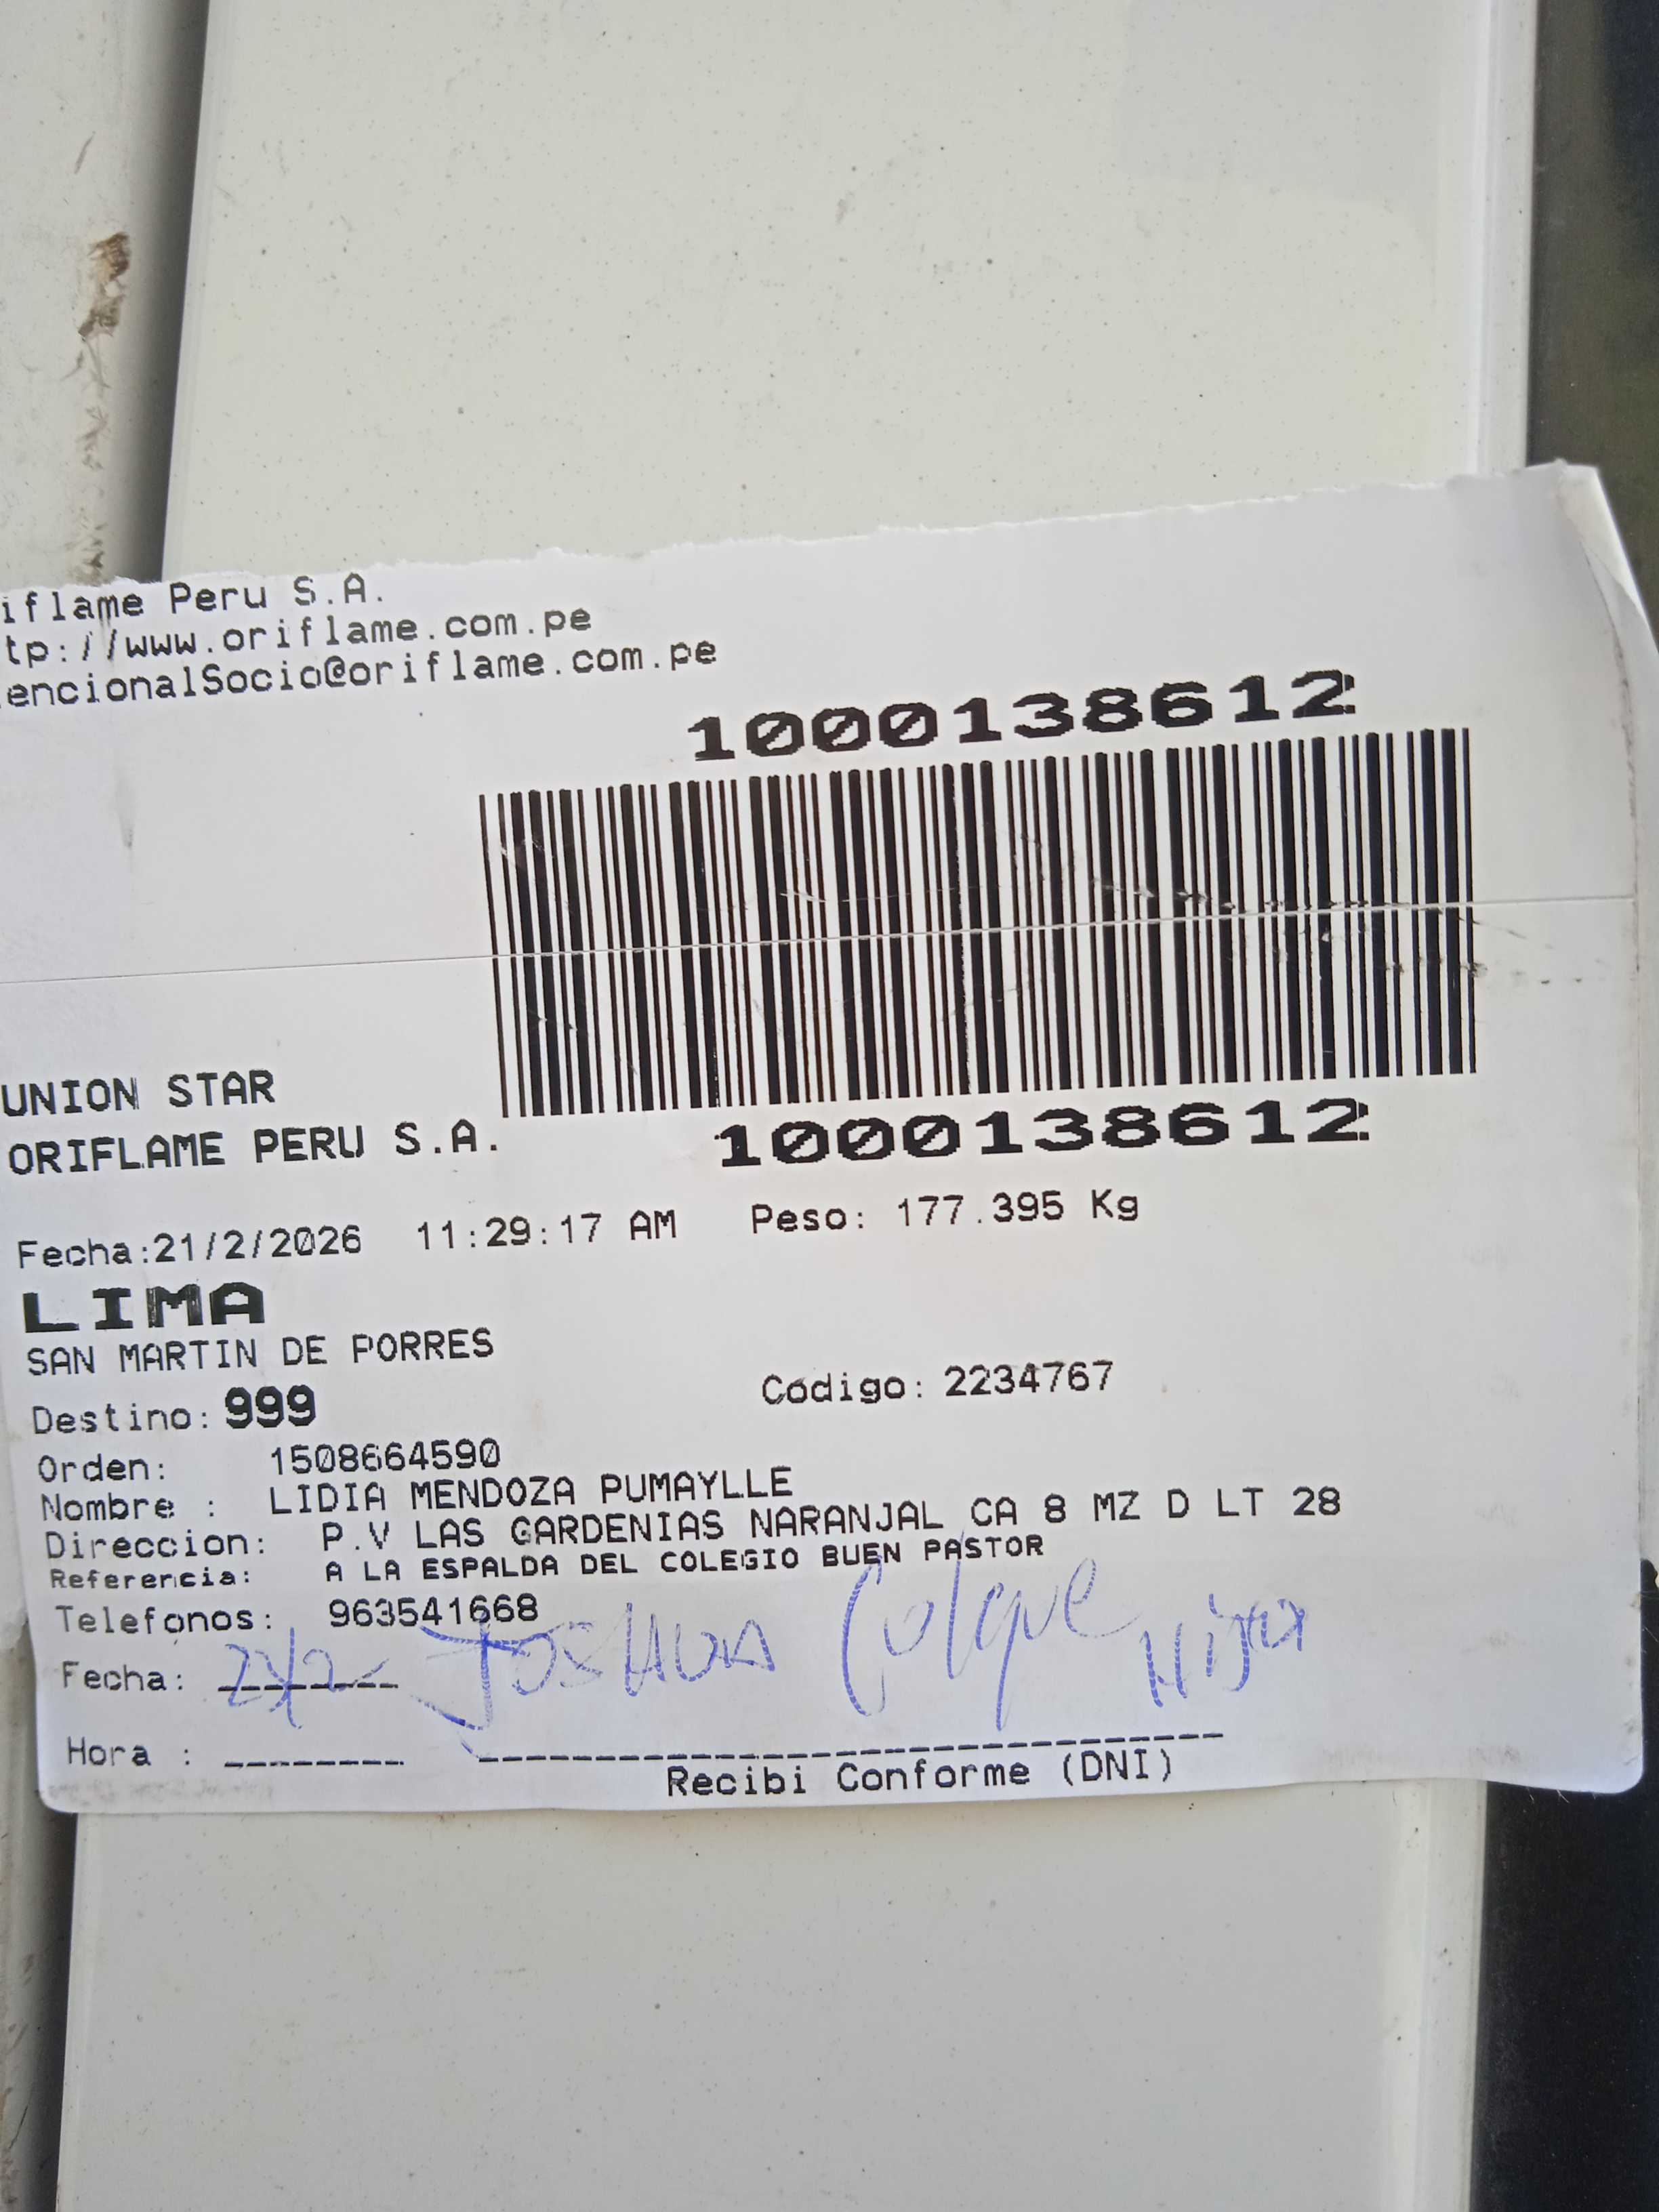 iflame Peru S.A.
tp://www.oriflame.com.pe
encionalSocio@oriflame.com.pe
1000138612
UNION STAR
ORIFLAME PERU S.A.
1000138612
Fecha:21/2/2026 11:29:17 AM Peso: 177.395 Kg
LIMA
SAN MARTIN DE PORRES
Destino: 999 Codigo: 2234767
Orden: 1508664590
Nombre : LIDIA MENDOZA PUMAYLLE
Direccion: P.V LAS GARDENIAS NARANJAL CA 8 MZ D LT 28
Referencia: A LA ESPALDA DEL COLEGIO BUEN PASTOR
Telefonos: 963541668
Fecha: Joshua Colque
Hora :
Recibi Conforme (DNI)